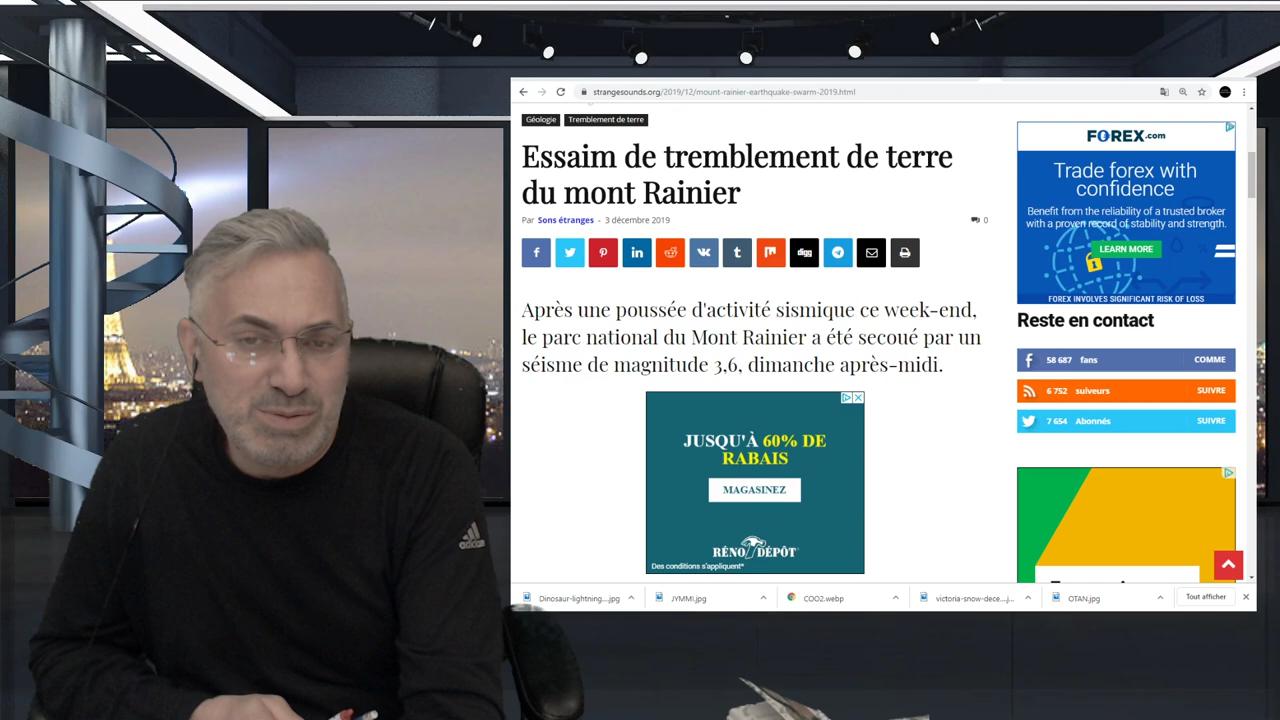 strangesounds.org/2019/12/mount-rainier-earthquake-swarm-2019.html
Géologie
Tremblement de terre
Essaim de tremblement de terre
du mont Rainier
Par Sons étranges - 3 décembre 2019
0
digg
Après une poussée d'activité sismique ce week-end,
le parc national du Mont Rainier a été secoué par un
séisme de magnitude 3,6, dimanche après-midi.
JUSQU'À 60% DE
RABAIS
MAGASINEZ
RÉNO DÉPÔT
Des conditions s'appliquent*
FOREX.com
Trade forex with
confidence
Benefit from the reliability of a trusted broker
with a proven record of stability and strength.
LEARN MORE
FOREX INVOLVES SIGNIFICANT RISK OF LOSS
Reste en contact
58 687 fans COMME
6 752 suiveurs SUIVRE
7 654 Abonnés SUIVRE
adidas
Dinosaur-lightning....jpg
JYMM!.jpg
COO2.webp
victoria-snow-dece....j...
OTAN.jpg
Tout afficher